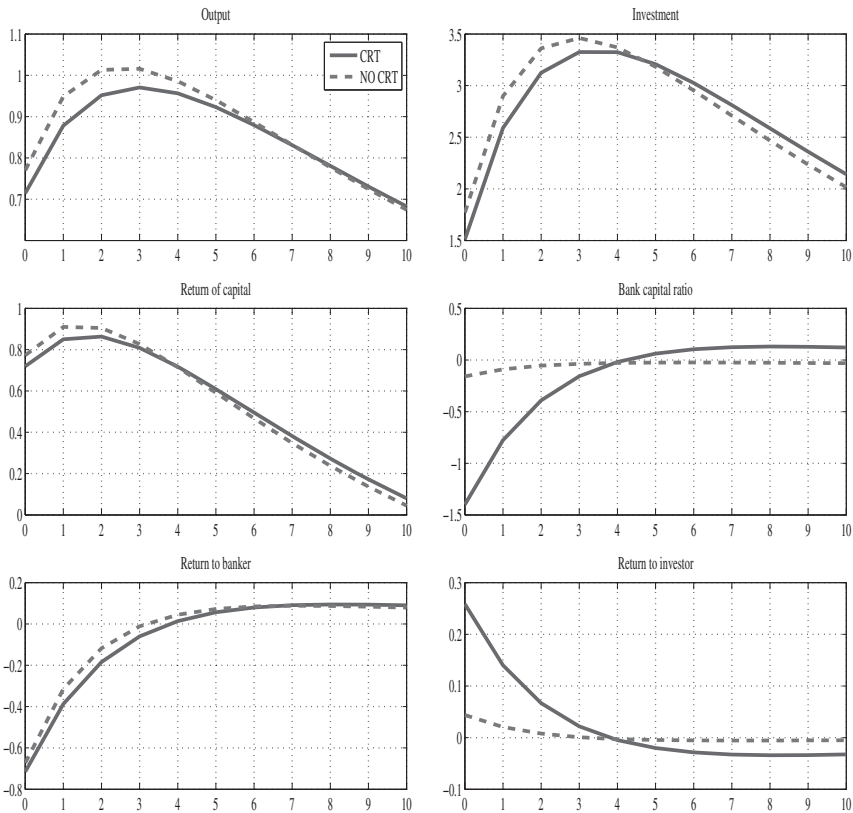 Output
1.1
1
0.9
0.8
0.7
0 1 2 3 4 5 6 7 8 9 10
CRT
NO CRT
Investment
3.5
3
2.5
2
1.5
0 1 2 3 4 5 6 7 8 9 10
Return of capital
1
0.8
0.6
0.4
0.2
0
0 1 2 3 4 5 6 7 8 9 10
Bank capital ratio
0.5
0
−0.5
−1
−1.5
0 1 2 3 4 5 6 7 8 9 10
Return to banker
0.2
0
−0.2
−0.4
−0.6
−0.8
0 1 2 3 4 5 6 7 8 9 10
Return to investor
0.3
0.2
0.1
0
−0.1
0 1 2 3 4 5 6 7 8 9 10